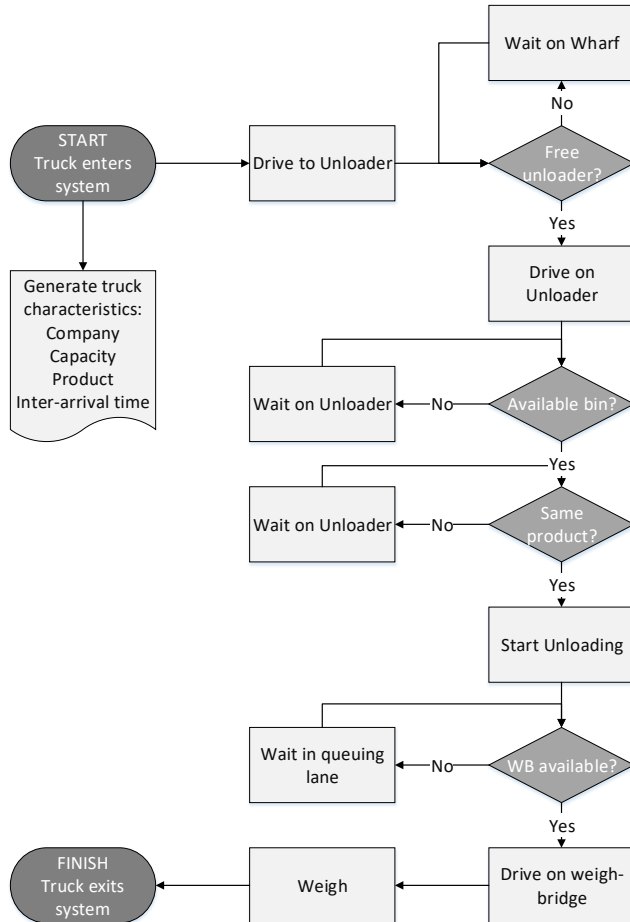 Wait on Wharf
No
START
Truck enters
system
Drive to Unloader
Free
unloader?
Yes
Generate truck
characteristics:
Company
Capacity
Product
Inter-arrival time
Drive on
Unloader
Wait on Unloader
No
Available bin?
Yes
Wait on Unloader
No
Same
product?
Yes
Start Unloading
Wait in queuing
lane
No
WB available?
Yes
FINISH
Truck exits
system
Weigh
Drive on weigh-
bridge